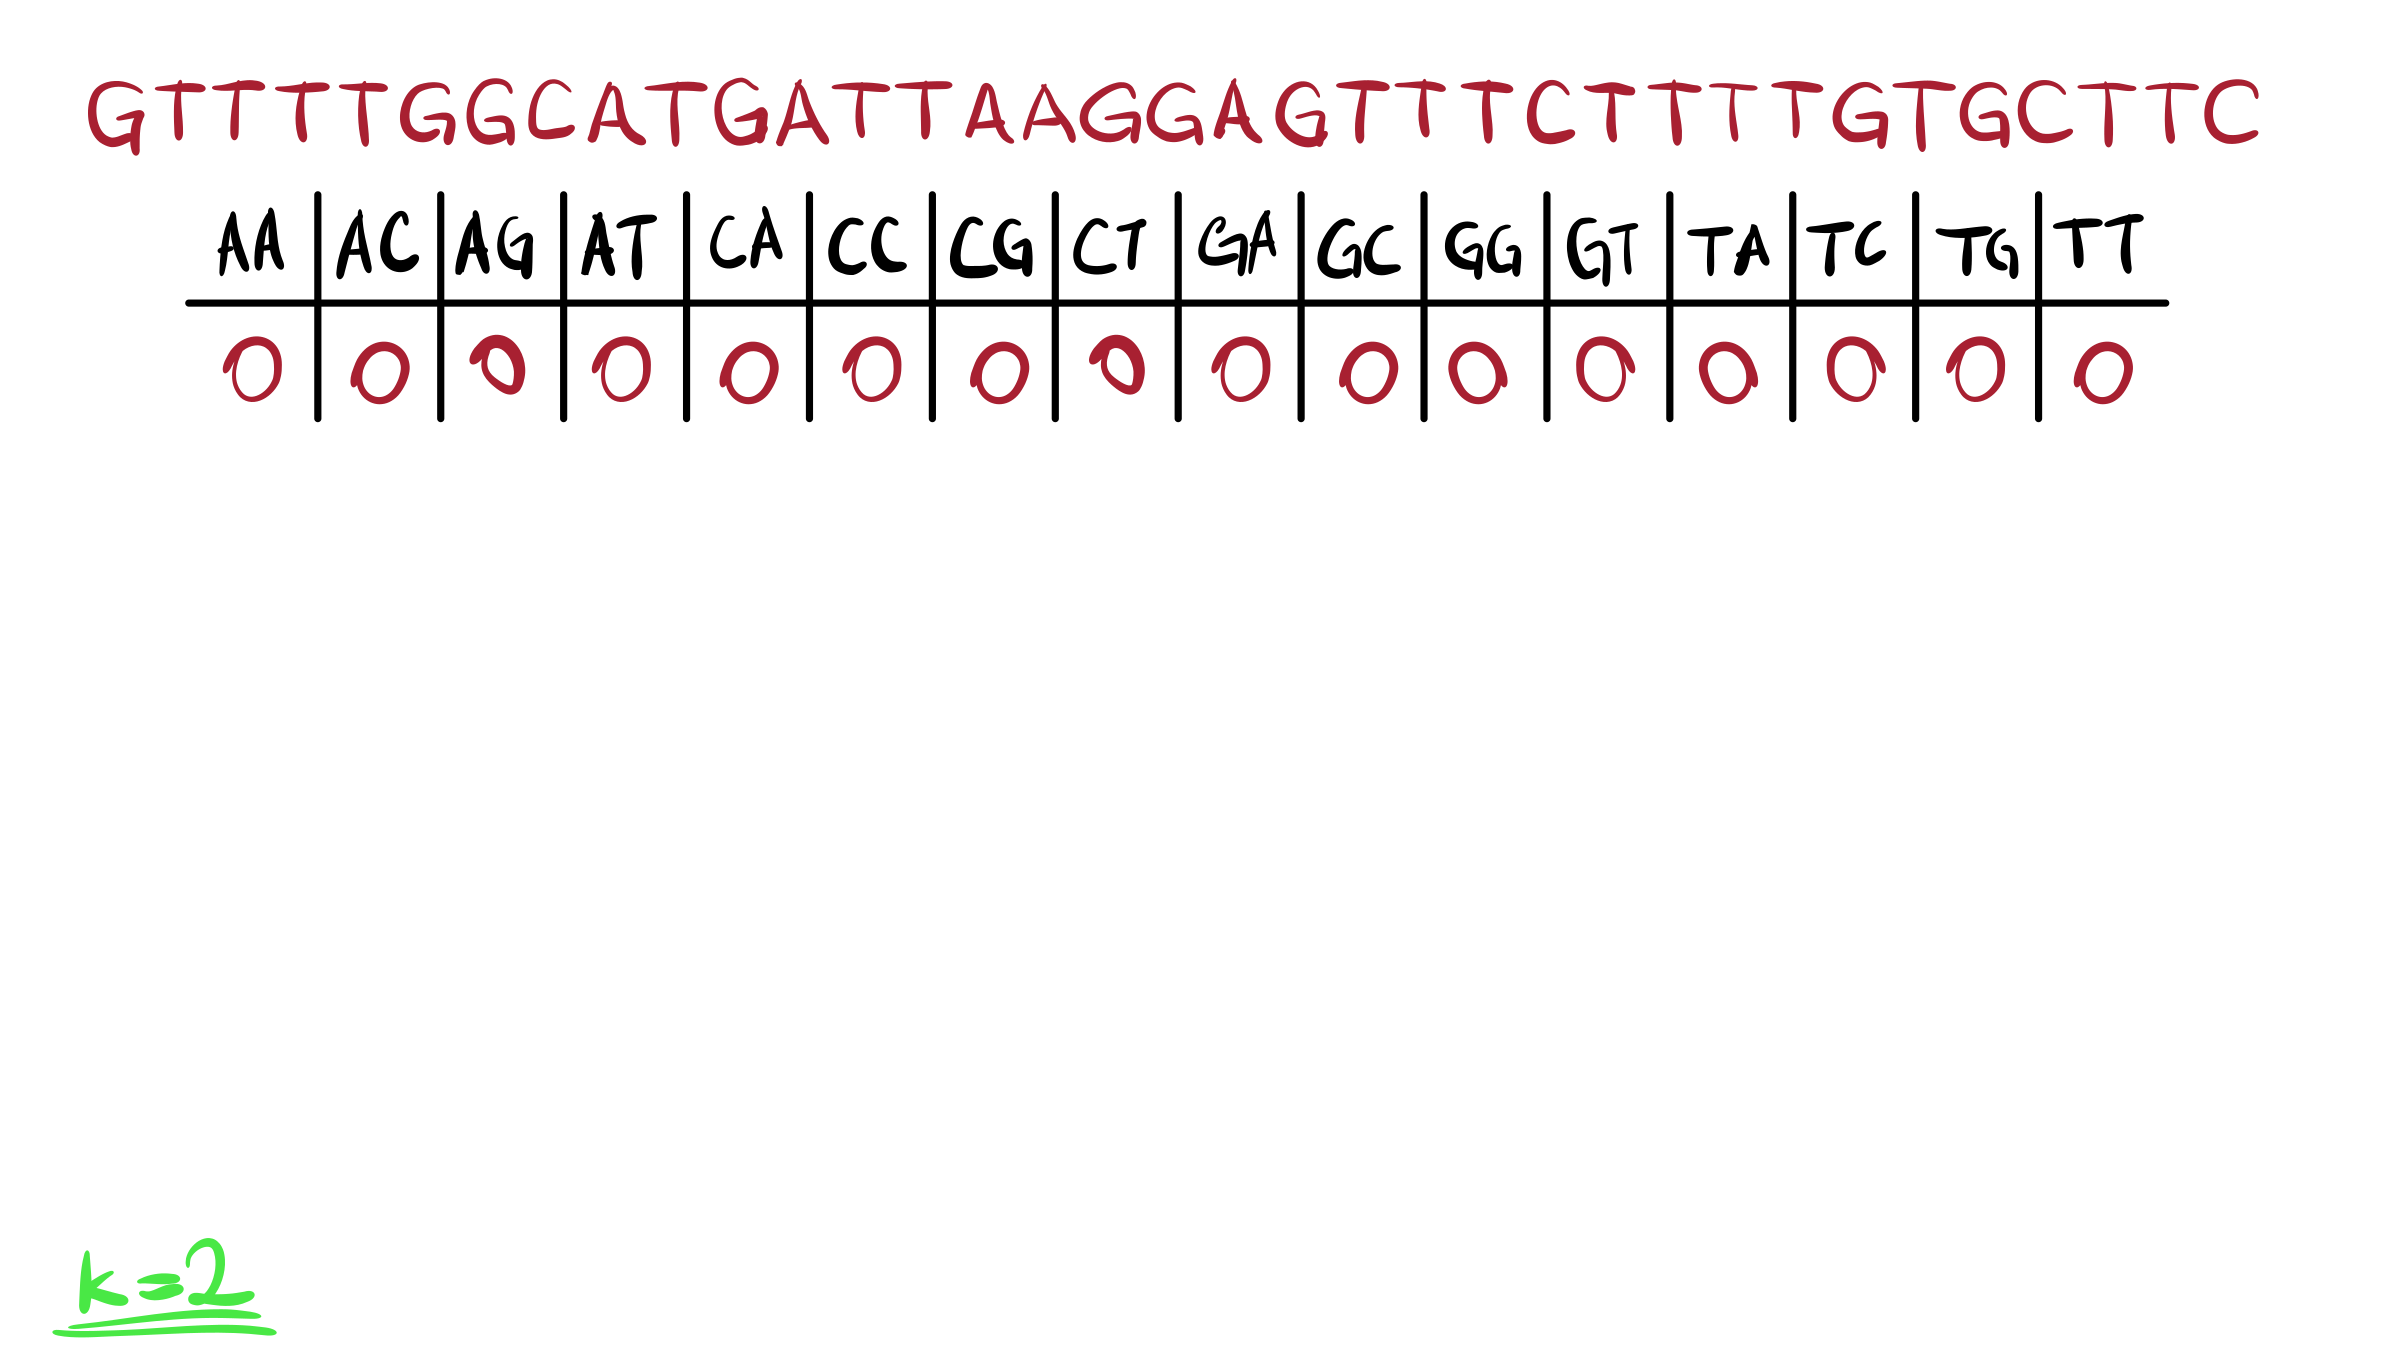 GTTTTGGCATGATTAAGGAGTTTCTTTTGTGCTTC
AA AC AG AT CA CC CG CT GA GC GG GT TA TC TG TT
0 0 0 0 0 0 0 0 0 0 0 0 0 0 0 0
k=2